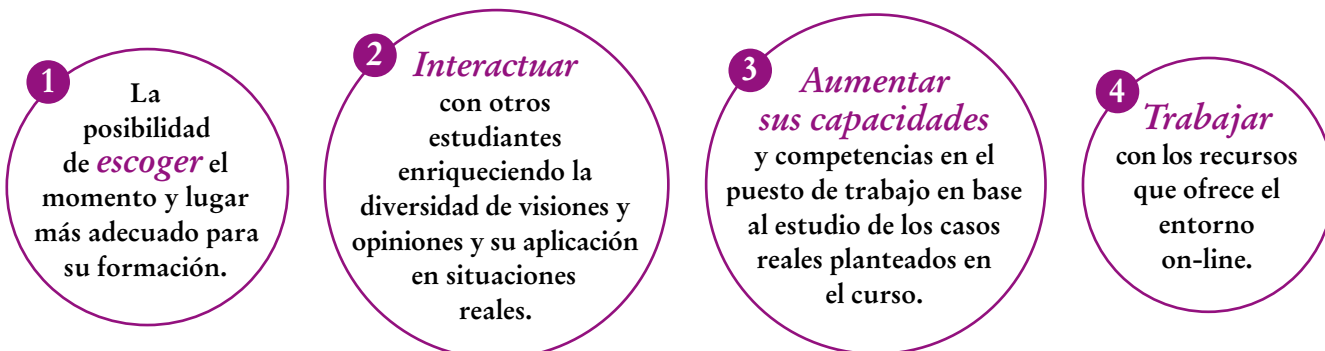 1
La
posibilidad
de escoger el
momento y lugar
más adecuado para
su formación.
2
Interactuar
con otros
estudiantes
enriqueciendo la
diversidad de visiones y
opiniones y su aplicación
en situaciones
reales.
3
Aumentar
sus capacidades
y competencias en el
puesto de trabajo en base
al estudio de los casos
reales planteados en
el curso.
4
Trabajar
con los recursos
que ofrece el
entorno
on-line.